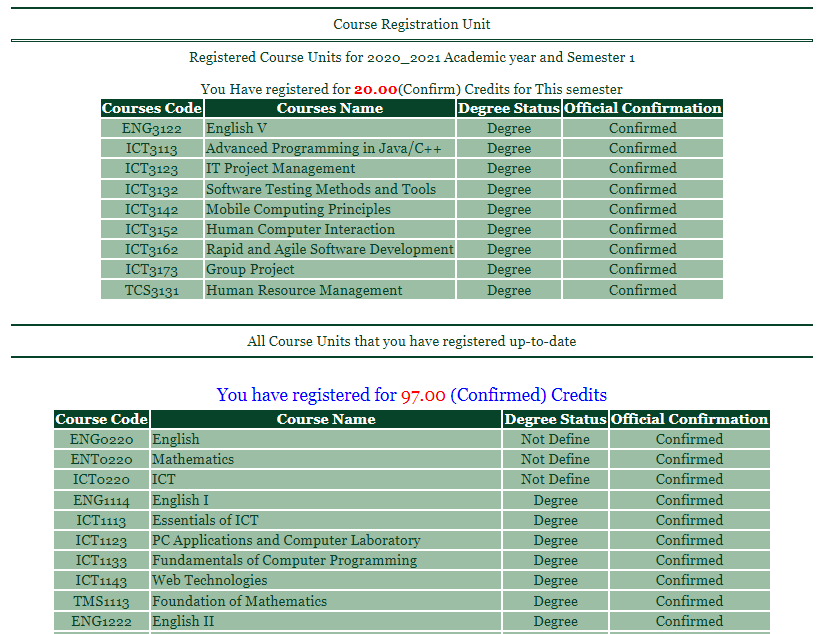 Course Registration Unit
Registered Course Units for 2020_2021 Academic year and Semester 1
You Have registered for 20.00(Confirm) Credits for This semester
Courses Code Courses Name Degree Status Official Confirmation
ENG3122 English V Degree Confirmed
ICT3113 Advanced Programming in Java/C++ Degree Confirmed
ICT3123 IT Project Management Degree Confirmed
ICT3132 Software Testing Methods and Tools Degree Confirmed
ICT3142 Mobile Computing Principles Degree Confirmed
ICT3152 Human Computer Interaction Degree Confirmed
ICT3162 Rapid and Agile Software Development Degree Confirmed
ICT3173 Group Project Degree Confirmed
TCS3131 Human Resource Management Degree Confirmed
All Course Units that you have registered up-to-date
You have registered for 97.00 (Confirmed) Credits
Course Code Course Name Degree Status Official Confirmation
ENG0220 English Not Define Confirmed
ENT0220 Mathematics Not Define Confirmed
ICT0220 ICT Not Define Confirmed
ENG1114 English I Degree Confirmed
ICT1113 Essentials of ICT Degree Confirmed
ICT1123 PC Applications and Computer Laboratory Degree Confirmed
ICT1133 Fundamentals of Computer Programming Degree Confirmed
ICT1143 Web Technologies Degree Confirmed
TMS1113 Foundation of Mathematics Degree Confirmed
ENG1222 English II Degree Confirmed